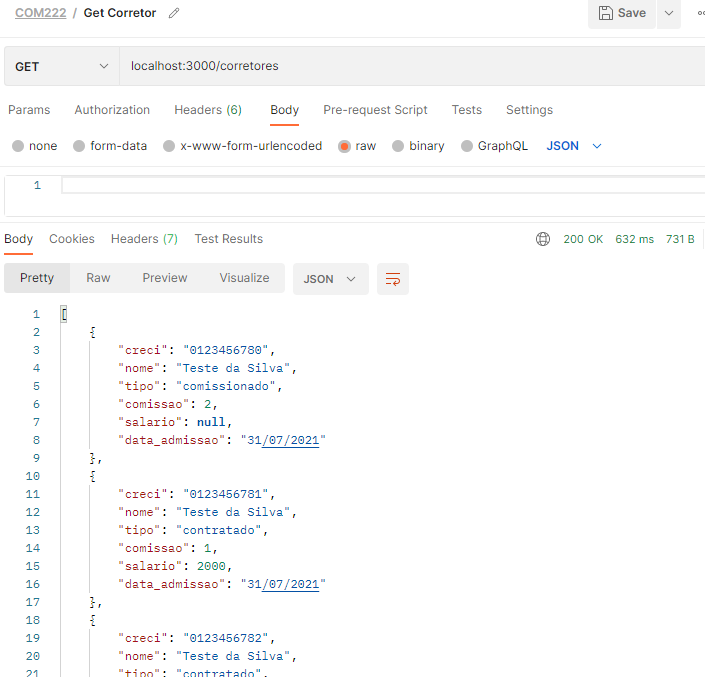 COM222 / Get Corretor Save
GET localhost:3000/corretores
Params Authorization Headers (6) Body Pre-request Script Tests Settings
none form-data x-www-form-urlencoded raw binary GraphQL JSON
1
Body Cookies Headers (7) Test Results 200 OK 632 ms 731 B
Pretty Raw Preview Visualize JSON
1 [
2 {
3 "creci": "0123456780",
4 "nome": "Teste da Silva",
5 "tipo": "comissionado",
6 "comissao": 2,
7 "salario": null,
8 "data_admissao": "31/07/2021"
9 },
10 {
11 "creci": "0123456781",
12 "nome": "Teste da Silva",
13 "tipo": "contratado",
14 "comissao": 1,
15 "salario": 2000,
16 "data_admissao": "31/07/2021"
17 },
18 {
19 "creci": "0123456782",
20 "nome": "Teste da Silva",
21 "tipo": "contratado",